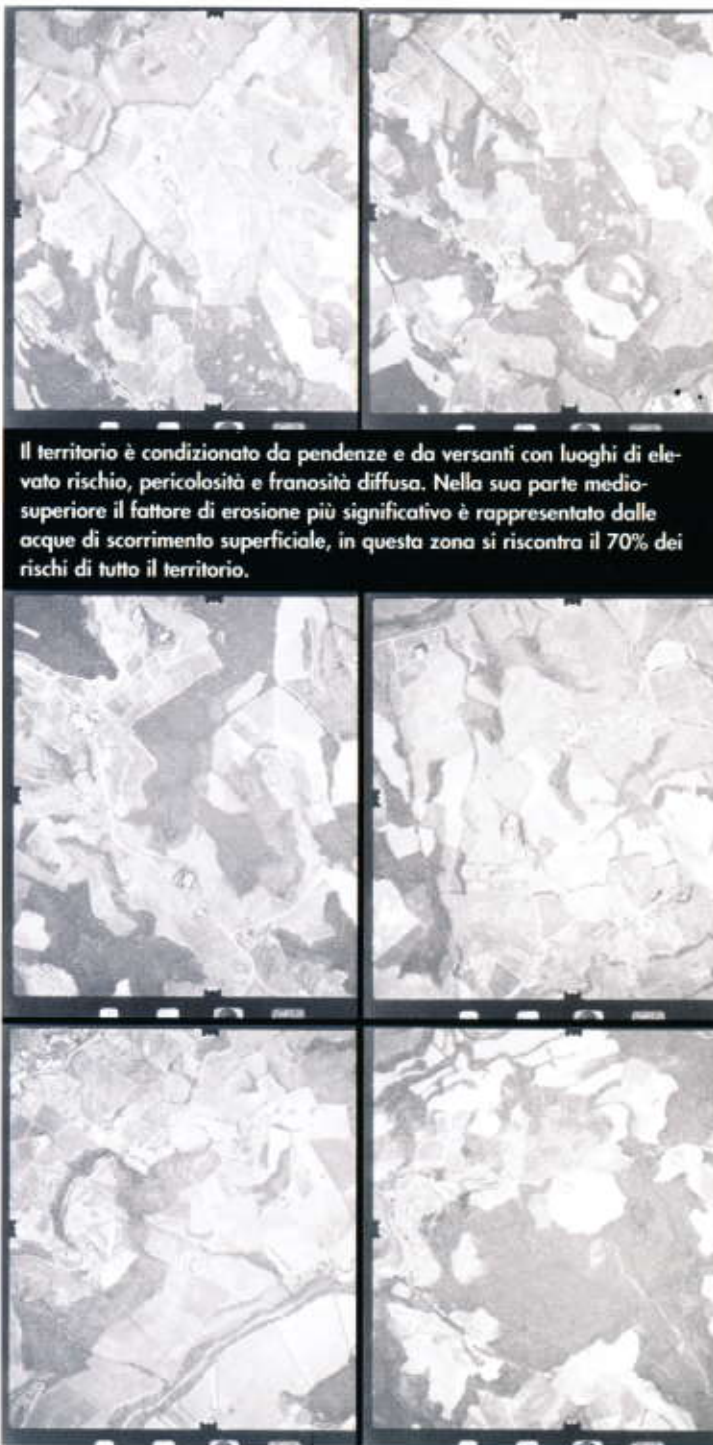 Il territorio è condizionato da pendenze e da versanti con luoghi di ele-
vato rischio, pericolosità e franosità diffusa. Nella sua parte medio-
superiore il fattore di erosione più significativo è rappresentato dalle
acque di scorrimento superficiale, in questa zona si riscontra il 70% dei
rischi di tutto il territorio.